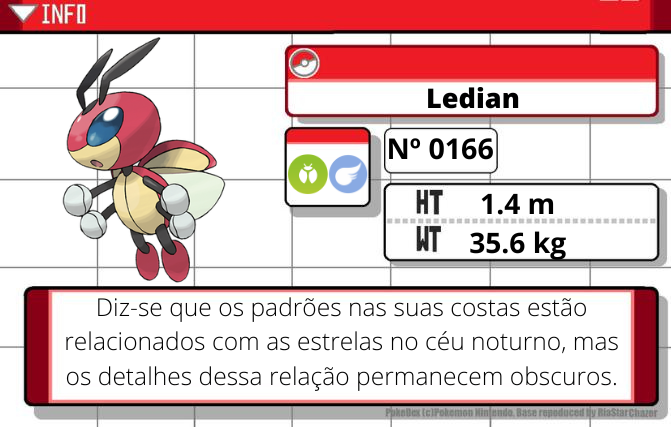 INFO
Ledian
Nº 0166
HT 1.4 m
WT 35.6 kg
Diz-se que os padrões nas suas costas estão
relacionados com as estrelas no céu noturno, mas
os detalhes dessa relação permanecem obscuros.
PokeDex (c)Pokemon Nintendo. Base reproduced by RiaStarChazer